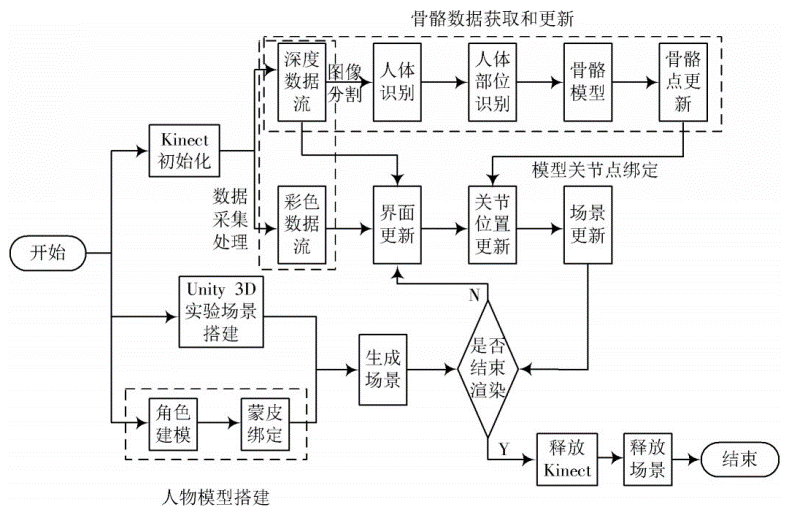 骨骼数据获取和更新
深度
数据
流
图像
分割
人体
识别
人体
部位
识别
骨骼
模型
骨骼
点更
新
Kinect
初始化
模型关节点绑定
数据
采集
处理
彩色
数据
流
界面
更新
关节
位置
更新
场景
更新
开始
Unity 3D
实验场景
搭建
N
生成
场景
是否
结束
渲染
角色
建模
蒙皮
绑定
Y
释放
Kinect
释放
场景
结束
人物模型搭建